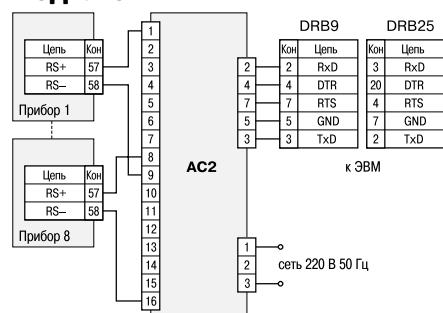 DRB9 DRB25
Цепь Кон
RS+ 57
RS– 58
Прибор 1
Цепь Кон
RS+ 57
RS– 58
Прибор 8
1
2
3
4
5
6
7
8
9
10
11
12
13
14
15
16
АС2
2
4
7
5
3
Кон Цепь
2 RxD
4 DTR
7 RTS
5 GND
3 TxD
Кон Цепь
3 RxD
20 DTR
4 RTS
7 GND
2 TxD
к ЭВМ
1
2
3
сеть 220 В 50 Гц